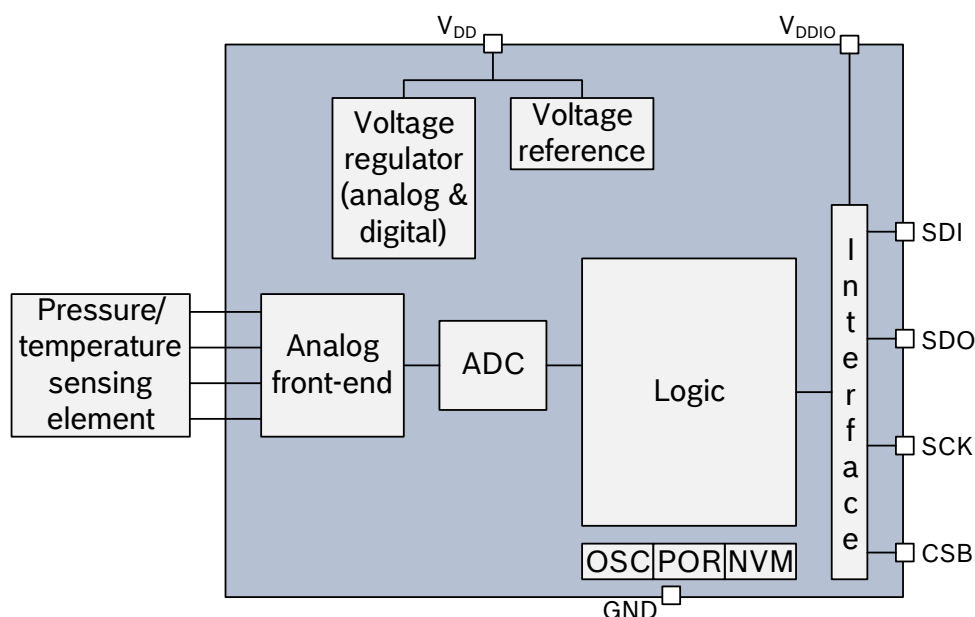 VDD
VDDIO
Voltage
regulator
(analog &
digital)
Voltage
reference
SDI
SDO
SCK
CSB
Interface
Pressure/
temperature
sensing
element
Analog
front-end
ADC
Logic
OSC POR NVM
GND